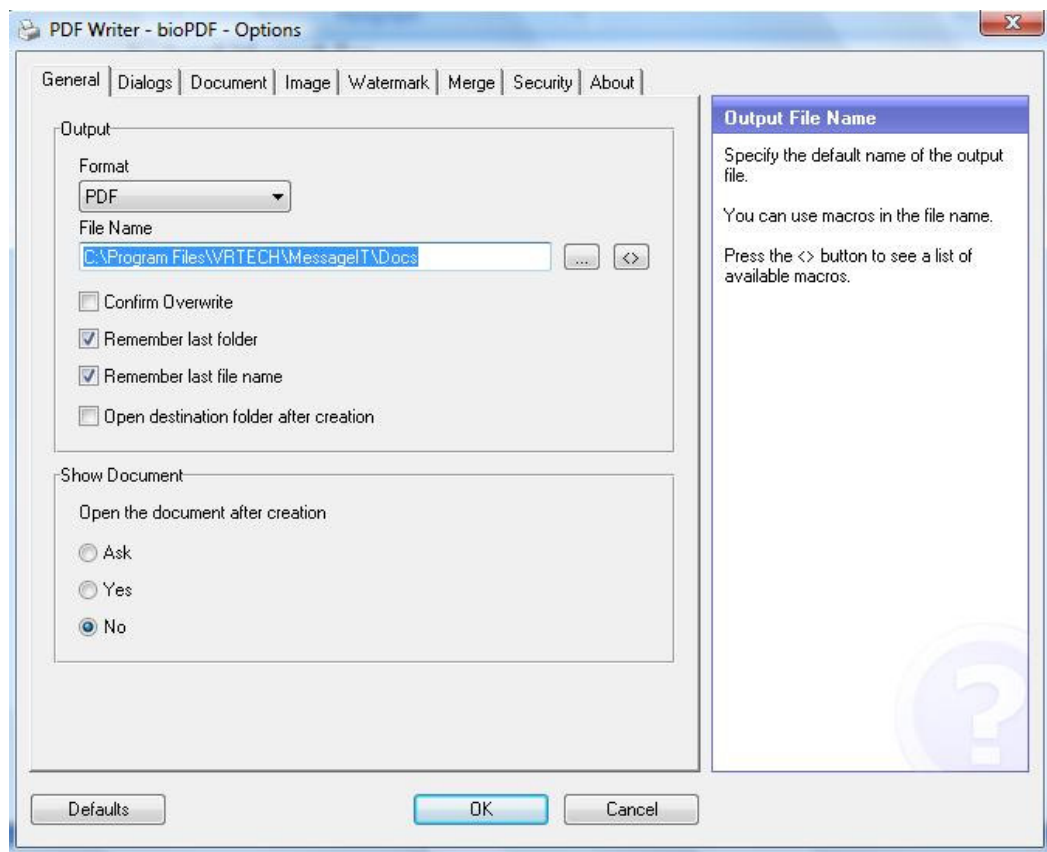 PDF Writer - bioPDF - Options
General Dialogs Document Image Watermark Merge Security About
Output
Format
PDF
File Name
C:\Program Files\VRTECH\MessageIT\Docs
... <>
Confirm Overwrite
Remember last folder
Remember last file name
Open destination folder after creation
Show Document
Open the document after creation
Ask
Yes
No
Output File Name
Specify the default name of the output
file.
You can use macros in the file name.
Press the <> button to see a list of
available macros.
?
Defaults OK Cancel